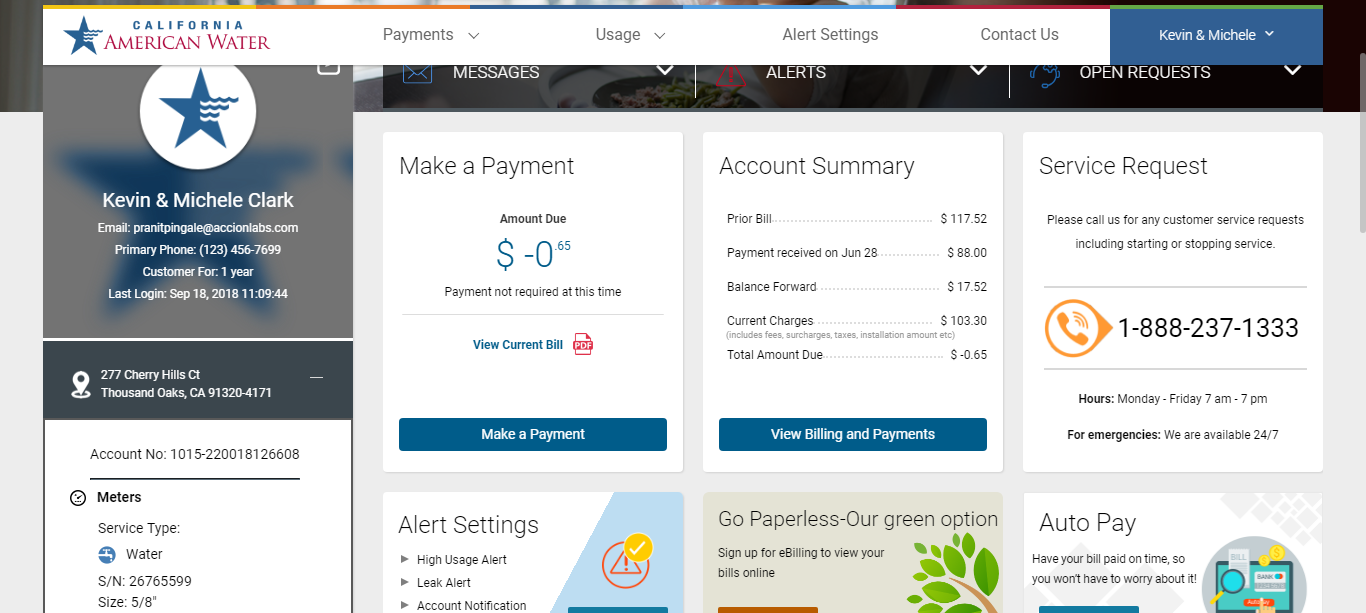 CALIFORNIA
AMERICAN WATER
Payments
Usage
Alert Settings
Contact Us
Kevin & Michele
MESSAGES
ALERTS
OPEN REQUESTS
Kevin & Michele Clark
Email: pranitpingale@accionlabs.com
Primary Phone: (123) 456-7699
Customer For: 1 year
Last Login: Sep 18, 2018 11:09:44
277 Cherry Hills Ct
Thousand Oaks, CA 91320-4171
Account No: 1015-220018126608
Meters
Service Type:
Water
S/N: 26765599
Size: 5/8"
Make a Payment
Amount Due
$ -0.65
Payment not required at this time
View Current Bill PDF
Make a Payment
Account Summary
Prior Bill $ 117.52
Payment received on Jun 28 $ 88.00
Balance Forward $ 17.52
Current Charges $ 103.30
(includes fees, surcharges, taxes, installation amount etc)
Total Amount Due $ -0.65
View Billing and Payments
Service Request
Please call us for any customer service requests
including starting or stopping service.
1-888-237-1333
Hours: Monday - Friday 7 am - 7 pm
For emergencies: We are available 24/7
Alert Settings
High Usage Alert
Leak Alert
Account Notification
Go Paperless-Our green option
Sign up for eBilling to view your
bills online
Auto Pay
Have your bill paid on time, so
you won't have to worry about it!
BILL
BANK